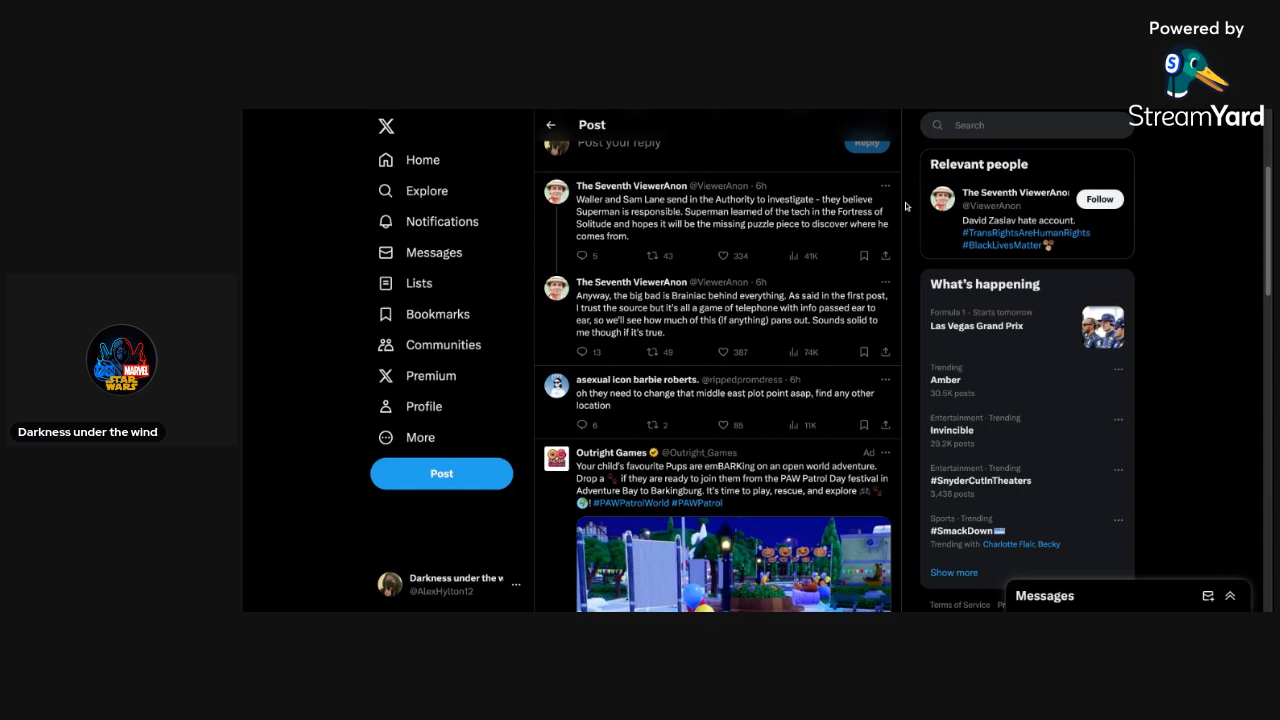 Powered by
StreamYard
Home
Explore
Notifications
Messages
Lists
Bookmarks
Communities
Premium
Profile
More
Post
Darkness under the w
@AlexHylton12
Darkness under the wind
MARVEL
STAR
WARS
Post
Post your reply
Reply
The Seventh ViewerAnon @ViewerAnon · 6h
Waller and Sam Lane send in the Authority to investigate - they believe
Superman is responsible. Superman learned of the tech in the Fortress of
Solitude and hopes it will be the missing puzzle piece to discover where he
comes from.
5 43 334 41K
The Seventh ViewerAnon @ViewerAnon · 6h
Anyway, the big bad is Brainiac behind everything. As said in the first post,
I trust the source but it's all a game of telephone with info passed ear to
ear, so we'll see how much of this (if anything) pans out. Sounds solid to
me though if it's true.
13 49 387 74K
asexual icon barbie roberts. @rippedpromdress · 6h
oh they need to change that middle east plot point asap, find any other
location
6 2 85 11K
Outright Games @Outright_Games Ad
Your child's favourite Pups are emBARKing on an open world adventure.
Drop a 🐾 if they are ready to join them from the PAW Patrol Day festival in
Adventure Bay to Barkingburg. It's time to play, rescue, and explore 🎮🐾
🌍! #PAWPatrolWorld #PAWPatrol
Search
Relevant people
The Seventh ViewerAnon
@ViewerAnon
Follow
David Zaslav hate account.
#TransRightsAreHumanRights
#BlackLivesMatter
What's happening
Formula 1 · Starts tomorrow
Las Vegas Grand Prix
Trending
Amber
30.5K posts
Entertainment · Trending
Invincible
29.2K posts
Entertainment · Trending
#SnyderCutInTheaters
3,435 posts
Sports · Trending
#SmackDown
Trending with Charlotte Flair, Becky
Show more
Terms of Service
Messages